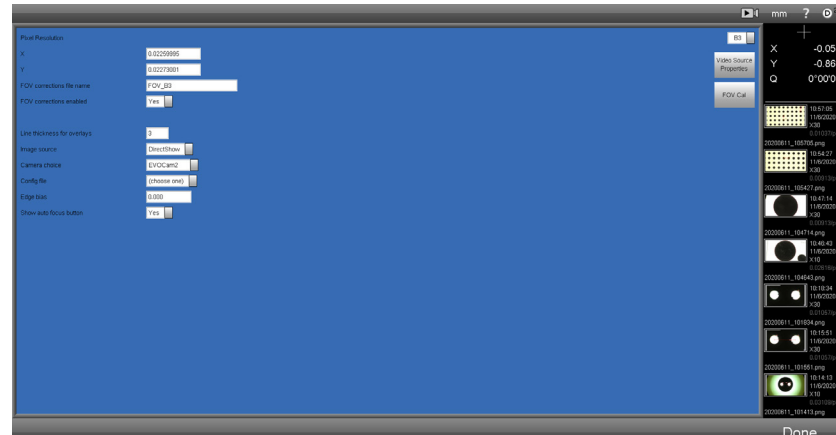 mm ? D
Pixel Resolution
X 0.02259995
Y 0.02273001
FOV corrections file name FOV_B3
FOV corrections enabled Yes
Line thickness for overlays 3
Image source DirectShow
Camera choice EVOCam2
Config file (choose one)
Edge bias 0.000
Show auto focus button Yes
B3
Video Source
Properties
FOV Cal
X -0.05
Y -0.86
Q 0°00'0
10:57:05
11/6/2020
X30
20200611_105705.png
10:54:27
11/6/2020
X30
20200611_105427.png
10:47:14
11/6/2020
X30
20200611_104714.png
10:46:43
11/6/2020
X10
20200611_104643.png
10:18:34
11/6/2020
X30
20200611_101834.png
10:15:51
11/6/2020
X30
20200611_101551.png
10:14:13
11/6/2020
X10
20200611_101413.png
Done